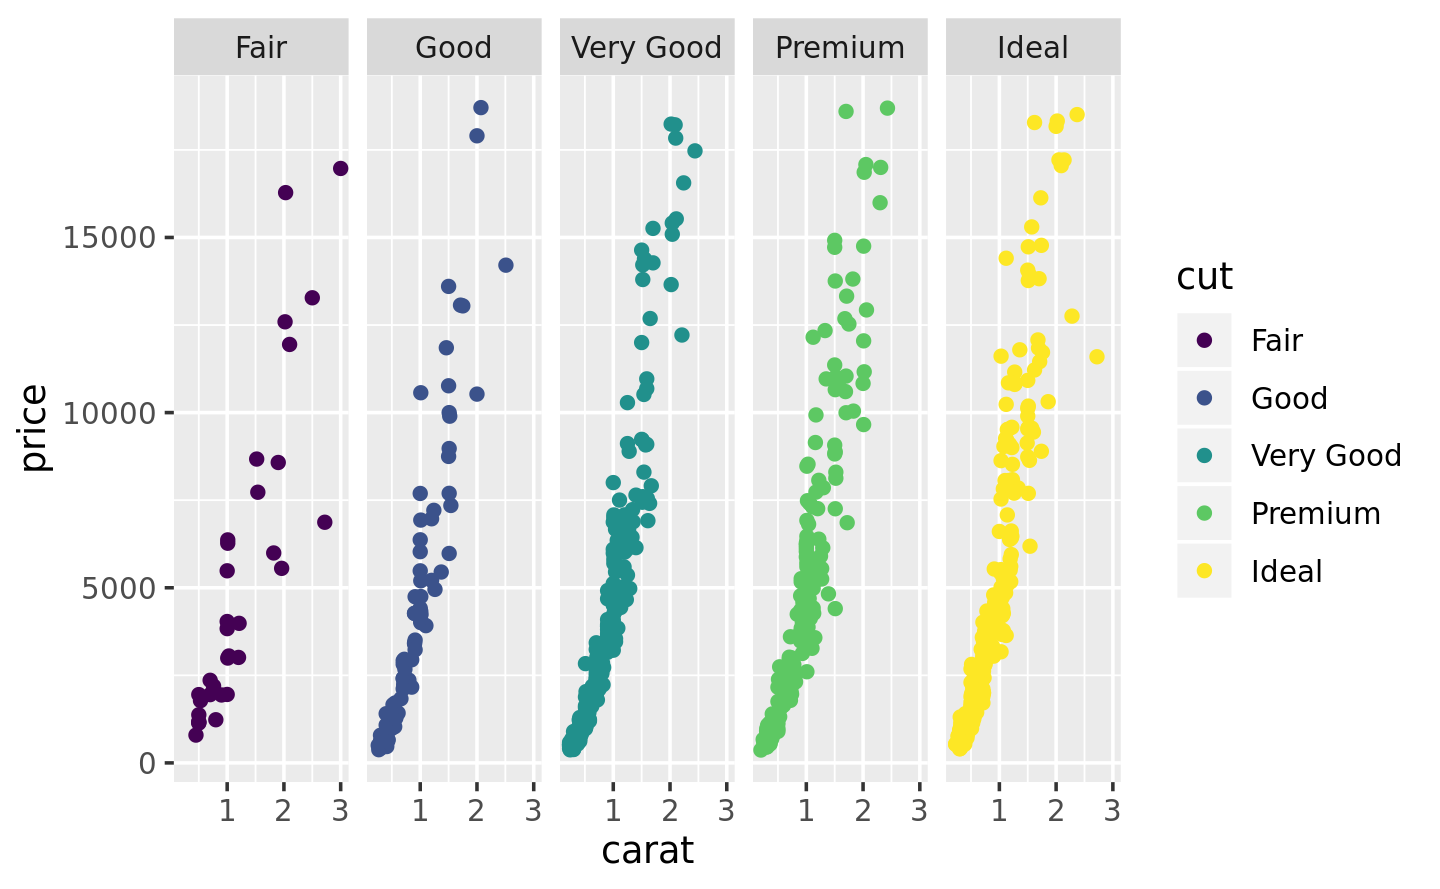 Fair Good Very Good Premium Ideal
15000
10000
5000
0
price
1 2 3 1 2 3 1 2 3 1 2 3 1 2 3
carat
cut
Fair
Good
Very Good
Premium
Ideal